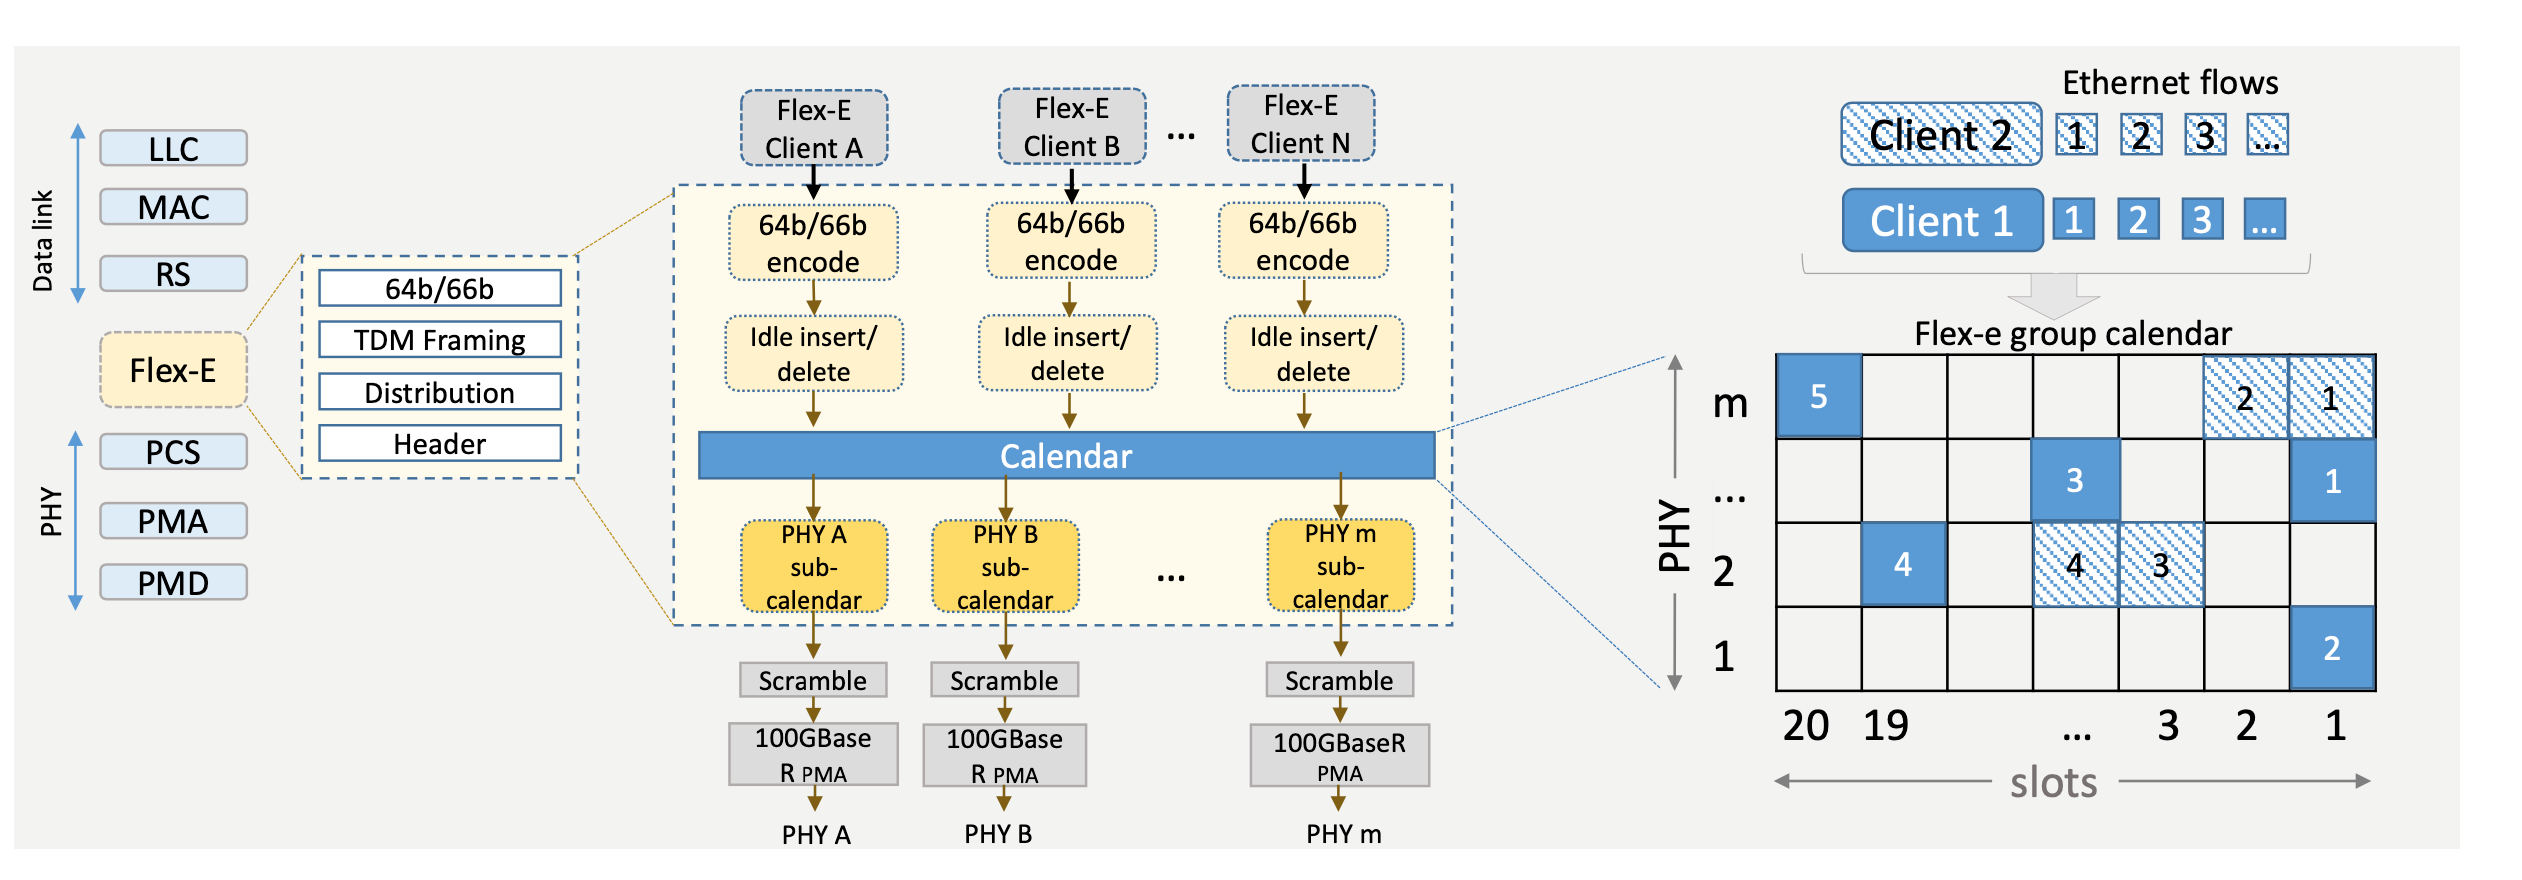 Data link
LLC
MAC
RS
Flex-E
PHY
PCS
PMA
PMD
64b/66b
TDM Framing
Distribution
Header
Flex-E
Client A
Flex-E
Client B
...
Flex-E
Client N
64b/66b
encode
64b/66b
encode
64b/66b
encode
Idle insert/
delete
Idle insert/
delete
Idle insert/
delete
Calendar
PHY A
sub-
calendar
PHY B
sub-
calendar
...
PHY m
sub-
calendar
Scramble
Scramble
Scramble
100GBase
R PMA
100GBase
R PMA
100GBaseR
PMA
PHY A
PHY B
PHY m
Ethernet flows
Client 2 1 2 3 ...
Client 1 1 2 3 ...
Flex-e group calendar
PHY
m 5 2 1
... 3 1
2 4 4 3
1 2
20 19 ... 3 2 1
slots